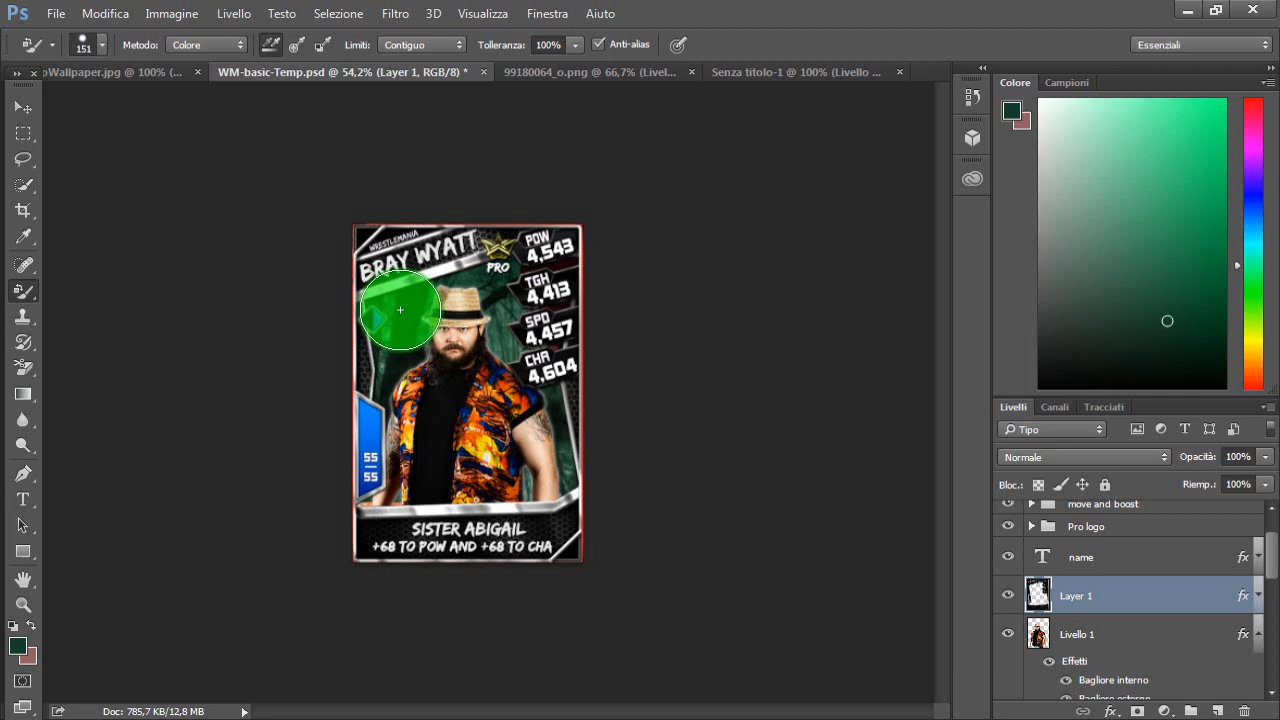 Ps File Modifica Immagine Livello Testo Selezione Filtro 3D Visualizza Finestra Aiuto
151 Metodo: Colore Limiti: Contiguo Tolleranza: 100% Anti-alias Essenziali
pWallpaper.jpg @ 100% (... WM-basic-Temp.psd @ 54,2% (Layer 1, RGB/8) * 99180064_o.png @ 66,7% (Livel... Senza titolo-1 @ 100% (Livello ...
Colore Campioni
WRESTLEMANIA
BRAY WYATT
PRO
POW
4,543
TGH
4,413
SPD
4,457
CHA
4,604
55
55
SISTER ABIGAIL
+68 TO POW AND +68 TO CHA
Livelli Canali Tracciati
Tipo
Normale Opacità: 100%
Bloc.: Riemp.: 100%
move and boost
Pro logo
T name fx
Layer 1 fx
Livello 1 fx
Effetti
Bagliore interno
Bagliore esterno
Doc: 785,7 KB/12,8 MB